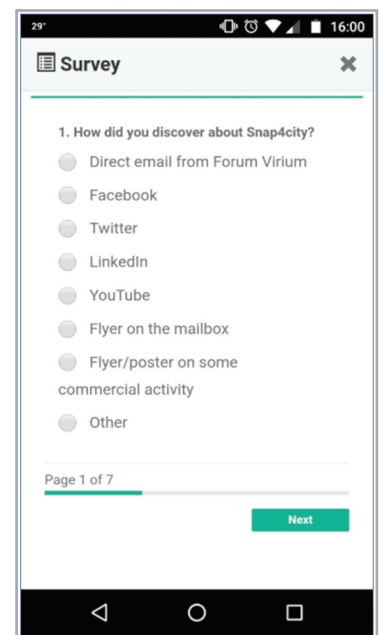 29°
16:00
Survey
1. How did you discover about Snap4city?
Direct email from Forum Virium
Facebook
Twitter
LinkedIn
YouTube
Flyer on the mailbox
Flyer/poster on some
commercial activity
Other
Page 1 of 7
Next